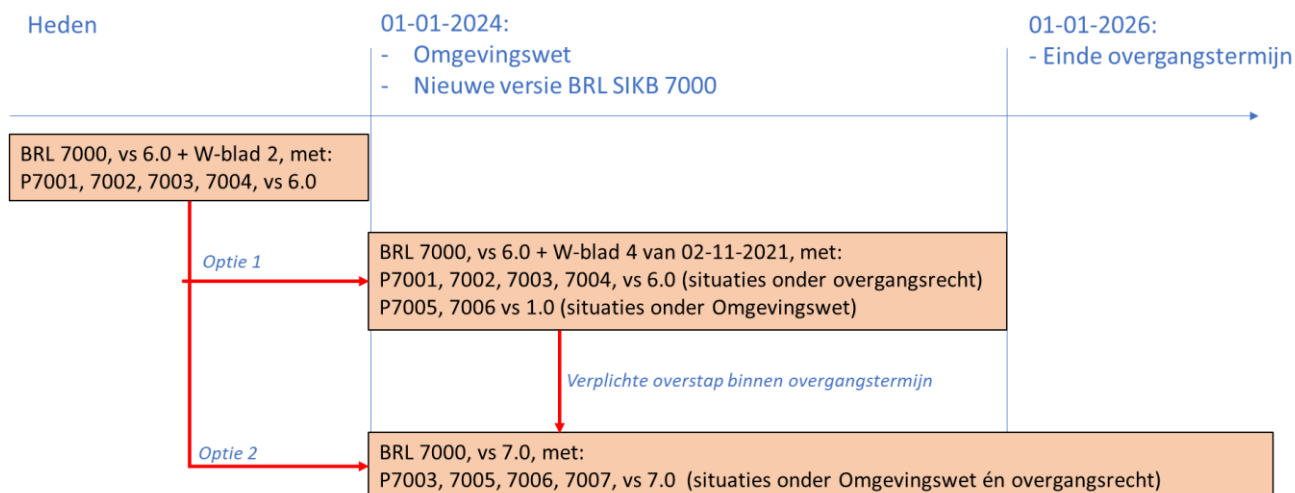 Heden
01-01-2024:
- Omgevingswet
- Nieuwe versie BRL SIKB 7000
01-01-2026:
- Einde overgangstermijn
BRL 7000, vs 6.0 + W-blad 2, met:
P7001, 7002, 7003, 7004, vs 6.0
Optie 1
BRL 7000, vs 6.0 + W-blad 4 van 02-11-2021, met:
P7001, 7002, 7003, 7004, vs 6.0 (situaties onder overgangsrecht)
P7005, 7006 vs 1.0 (situaties onder Omgevingswet)
Verplichte overstap binnen overgangstermijn
Optie 2
BRL 7000, vs 7.0, met:
P7003, 7005, 7006, 7007, vs 7.0 (situaties onder Omgevingswet én overgangsrecht)